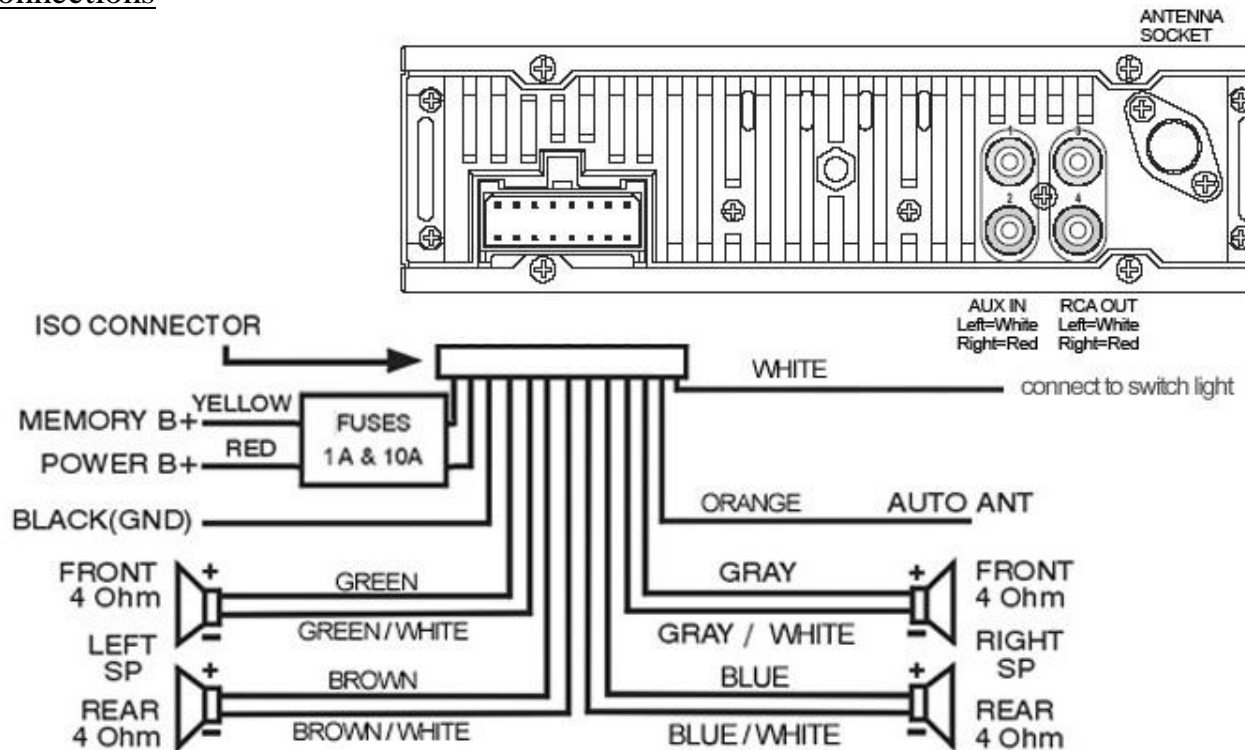 onnections
ANTENNA
SOCKET
1
3
2
4
AUX IN
Left=White
Right=Red
RCA OUT
Left=White
Right=Red
ISO CONNECTOR
WHITE
connect to switch light
YELLOW
MEMORY B+
RED
POWER B+
FUSES
1A & 10A
BLACK(GND)
ORANGE
AUTO ANT
FRONT
4 Ohm
+
GREEN
GREEN/WHITE
−
LEFT
SP
+
BROWN
BROWN/WHITE
−
REAR
4 Ohm
GRAY
GRAY / WHITE
+
−
FRONT
4 Ohm
RIGHT
SP
BLUE
BLUE/WHITE
+
−
REAR
4 Ohm